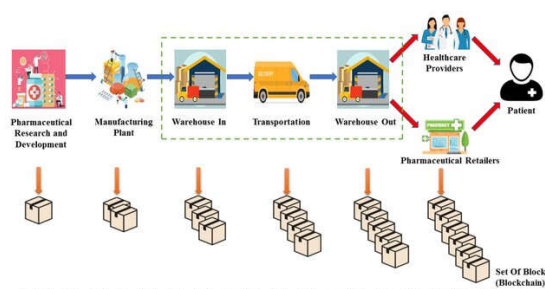 Healthcare
Providers
Pharmaceutical
Research and
Development
Manufacturing
Plant
Warehouse In
Transportation
Warehouse Out
Patient
Pharmaceutical Retailers
Set Of Block
(Blockchain)